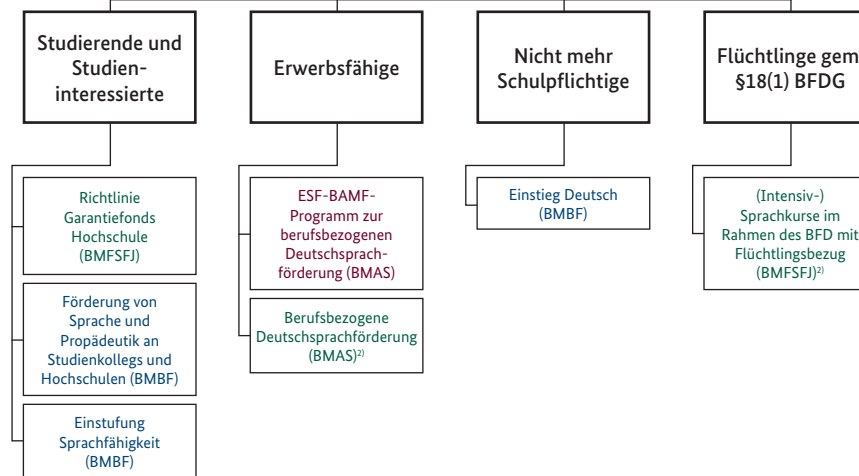 Studierende und
Studien-
interessierte
Richtlinie
Garantiefonds
Hochschule
(BMFSFJ)
Förderung von
Sprache und
Propädeutik an
Studienkollegs und
Hochschulen (BMBF)
Einstufung
Sprachfähigkeit
(BMBF)
Erwerbsfähige
ESF-BAMF-
Programm zur
berufsbezogenen
Deutschsprach-
förderung (BMAS)
Berufsbezogene
Deutschsprachförderung
(BMAS)²⁾
Nicht mehr
Schulpflichtige
Einstieg Deutsch
(BMBF)
Flüchtlinge gem
§18(1) BFDG
(Intensiv-)
Sprachkurse im
Rahmen des BFD mit
Flüchtlingsbezug
(BMFSFJ)²⁾